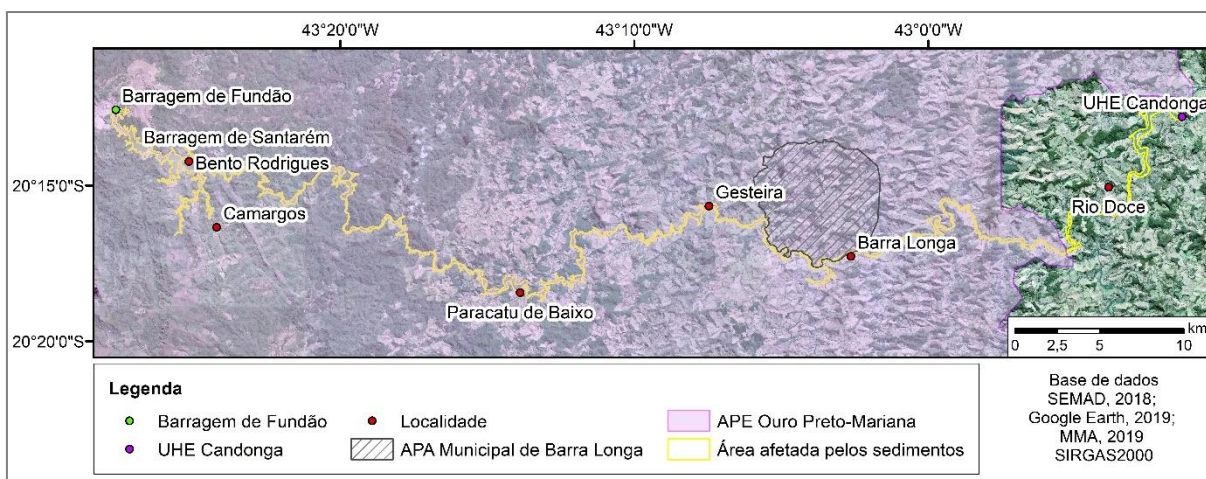 43°20'0"W
43°10'0"W
43°0'0"W
Barragem de Fundão
UHE Candonga
Barragem de Santarém
Bento Rodrigues
20°15'0"S
Gesteira
Rio Doce
Camargos
Barra Longa
Paracatu de Baixo
km
0 2,5 5 10
20°20'0"S
Legenda
Barragem de Fundão
Localidade
APE Ouro Preto-Mariana
UHE Candonga
APA Municipal de Barra Longa
Área afetada pelos sedimentos
Base de dados
SEMAD, 2018;
Google Earth, 2019;
MMA, 2019
SIRGAS2000